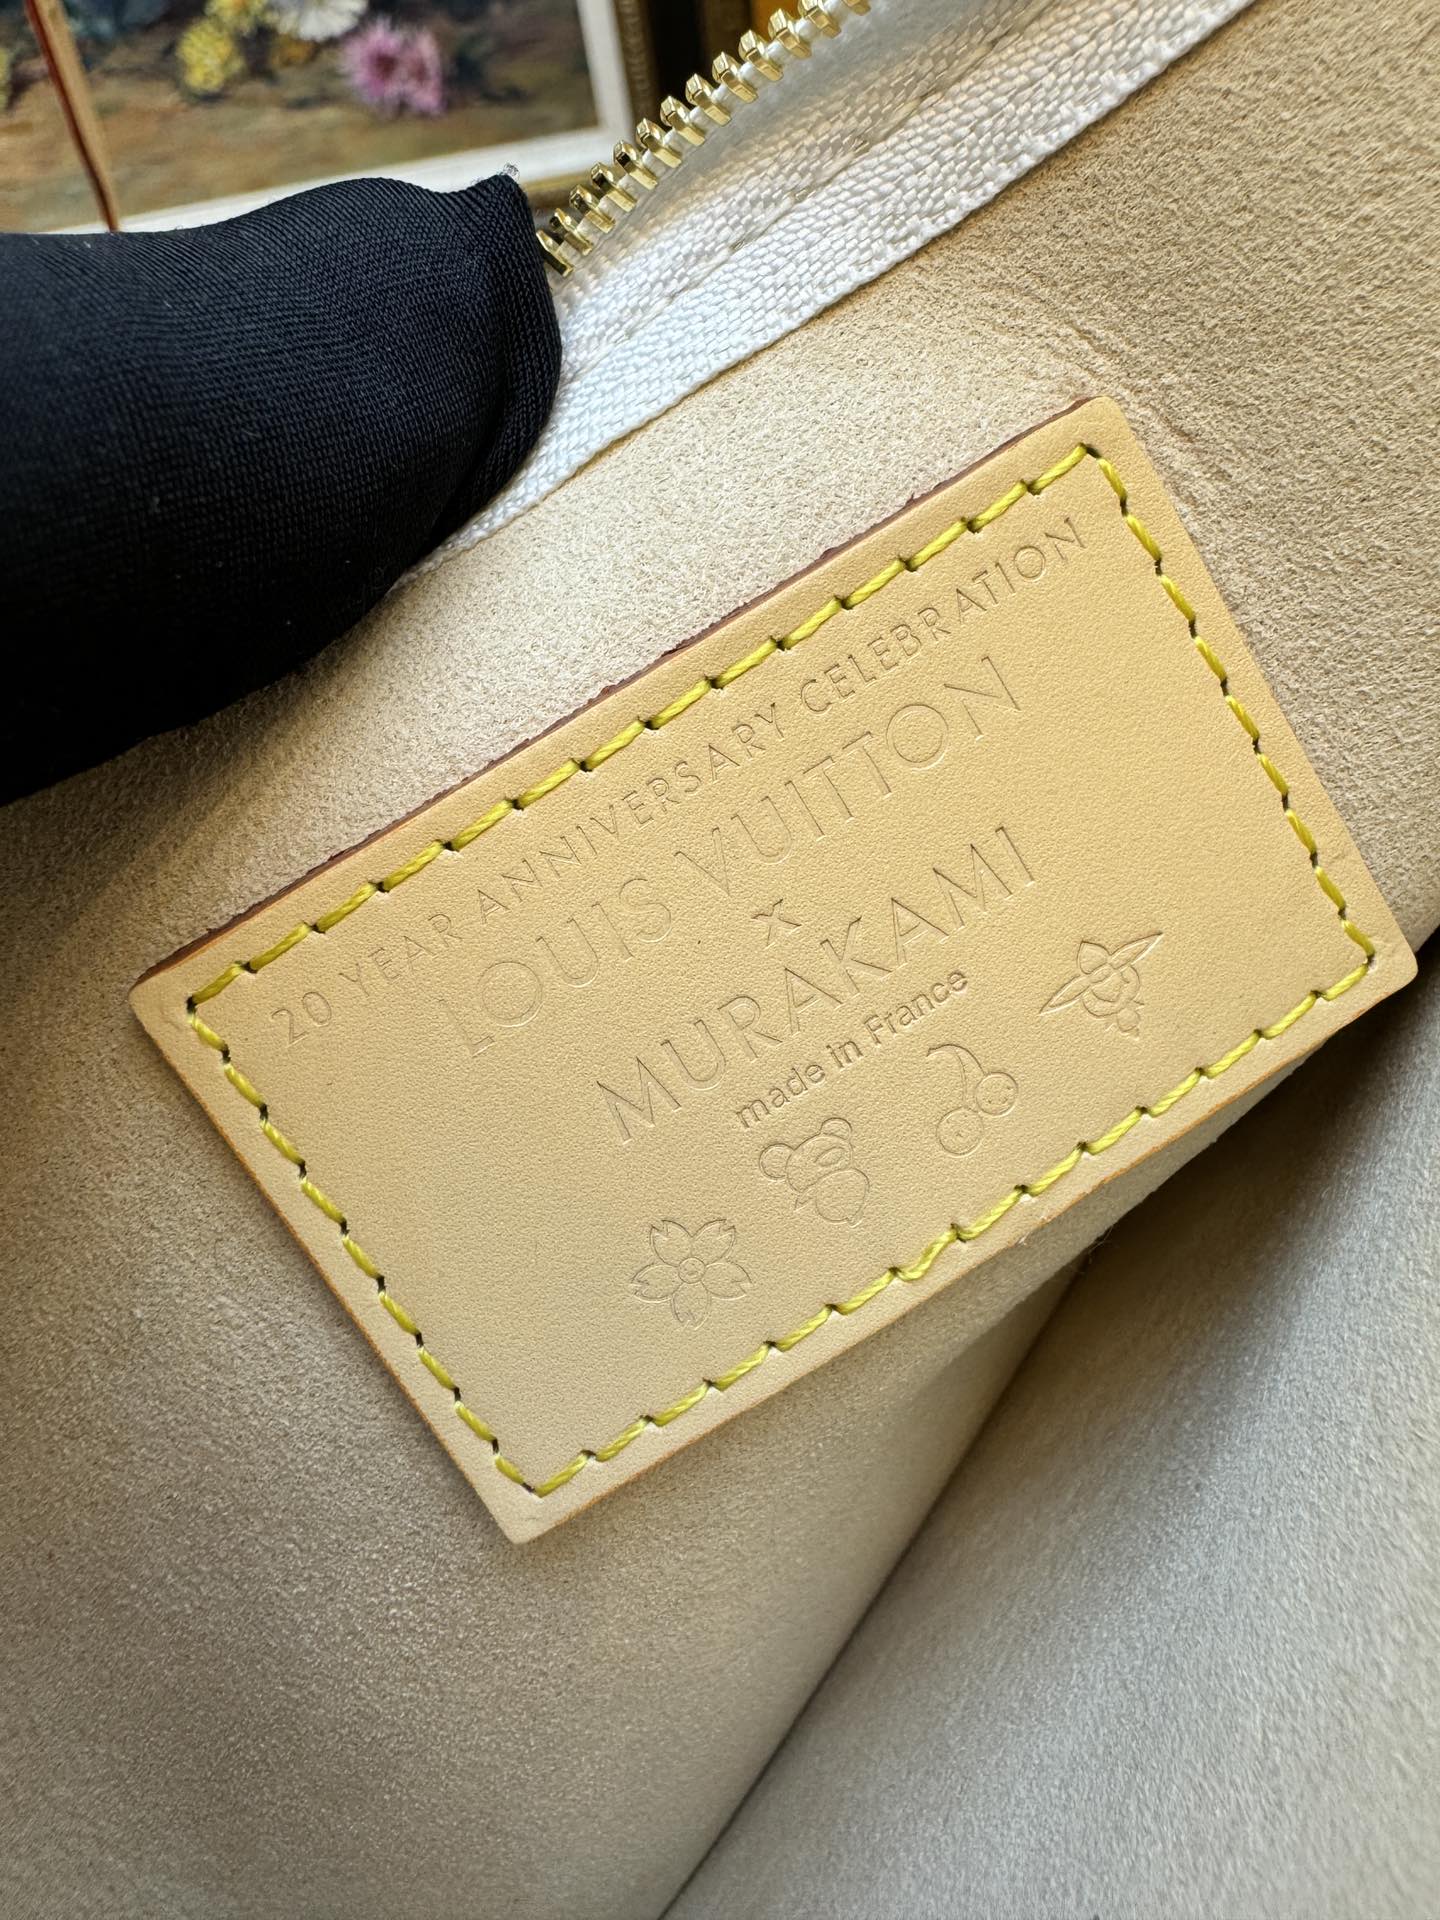 20 YEAR ANNIVERSARY CELEBRATION
LOUIS VUITTON
X
MURAKAMI
made in France